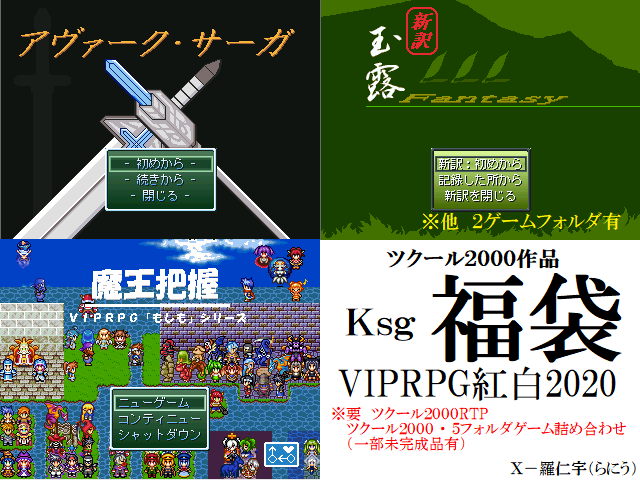 アヴァーク・サーガ
- 初めから -
- 続きから -
- 閉じる -
新訳
玉露
Fantasy
新訳：初めから
記録した所から
新訳を閉じる
※他 2ゲームフォルダ有
魔王把握
VIPRPG「もしも」シリーズ
ニューゲーム
コンティニュー
シャットダウン
ツクール2000作品
Ksg 福袋
VIPRPG紅白2020
※要 ツクール2000RTP
ツクール2000・5フォルダゲーム詰め合わせ
（一部未完成品有）
X－羅仁宇（らにう）